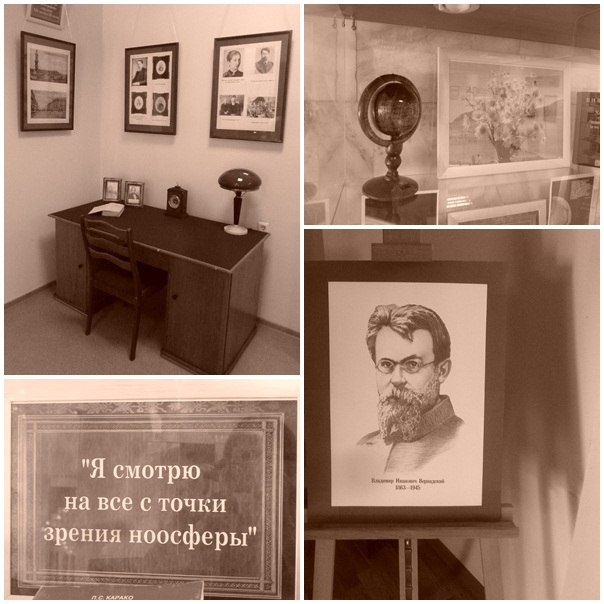 Владимир Иванович Вернадский
1863–1945
"Я смотрю
на все с точки
зрения ноосферы"
П.С. КАРАКО